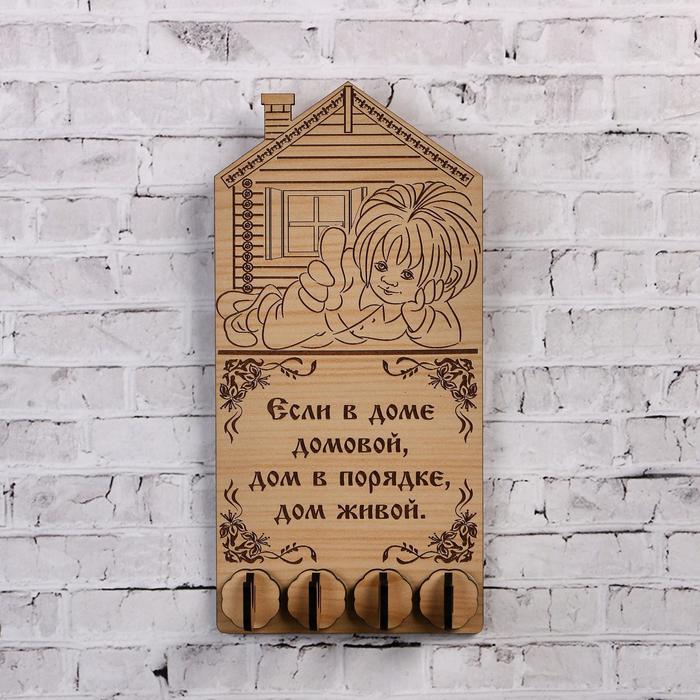 Если в доме
домовой,
дом в порядке,
дом живой.